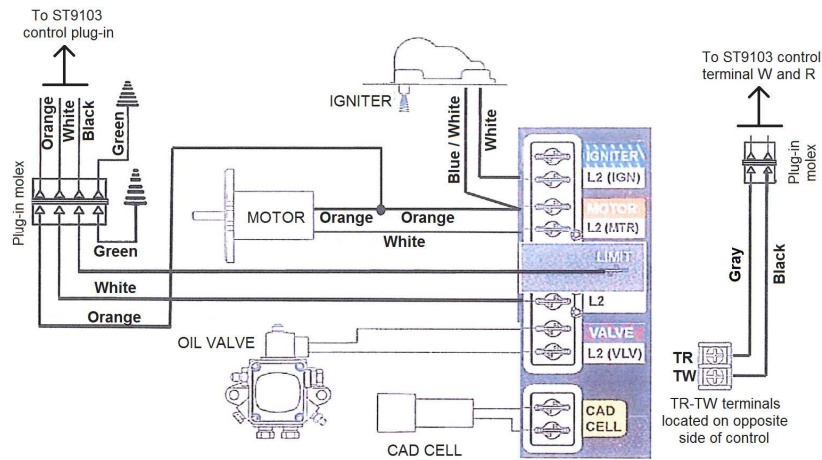 To ST9103
control plug-in
Orange
White
Black
Green
Plug-in molex
Green
White
Orange
IGNITER
Blue / White
White
MOTOR
Orange
Orange
White
IGNITER
L2 (IGN)
MOTOR
L2 (MTR)
LIMIT
L2
VALVE
L2 (VLV)
CAD
CELL
OIL VALVE
CAD CELL
To ST9103 control
terminal W and R
Plug-in
molex
Gray
Black
TR
TW
TR-TW terminals
located on opposite
side of control